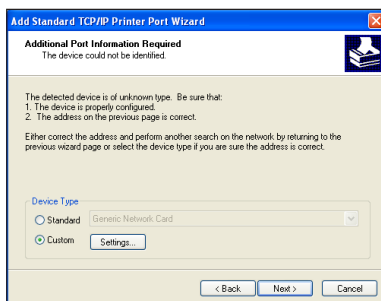 Add Standard TCP/IP Printer Port Wizard
Additional Port Information Required
The device could not be identified.
The detected device is of unknown type. Be sure that:
1. The device is properly configured.
2. The address on the previous page is correct.
Either correct the address and perform another search on the network by returning to the
previous wizard page or select the device type if you are sure the address is correct.
Device Type
Standard Generic Network Card
Custom Settings...
< Back Next > Cancel